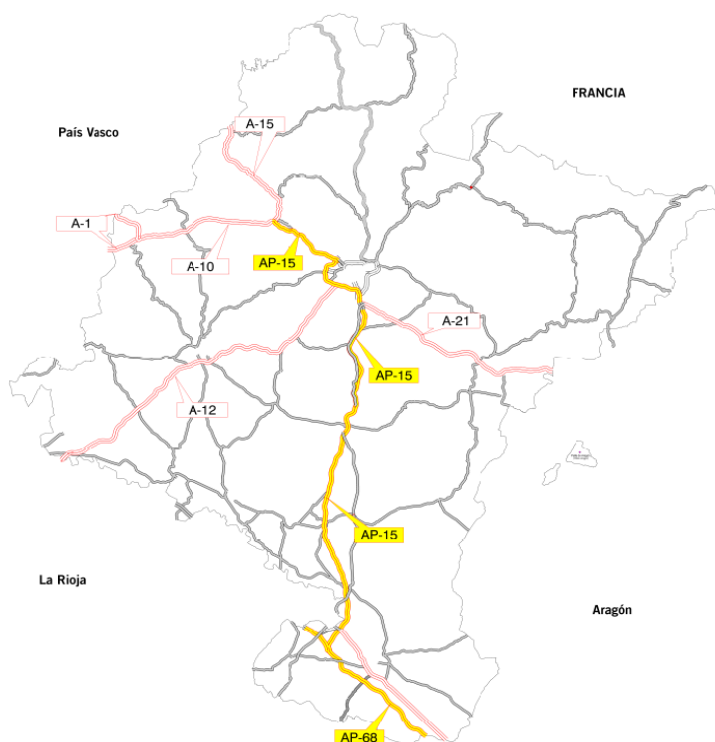 FRANCIA
A-15
País Vasco
A-1
AP-15
A-10
A-21
AP-15
A-12
AP-15
La Rioja
Aragón
AP-68